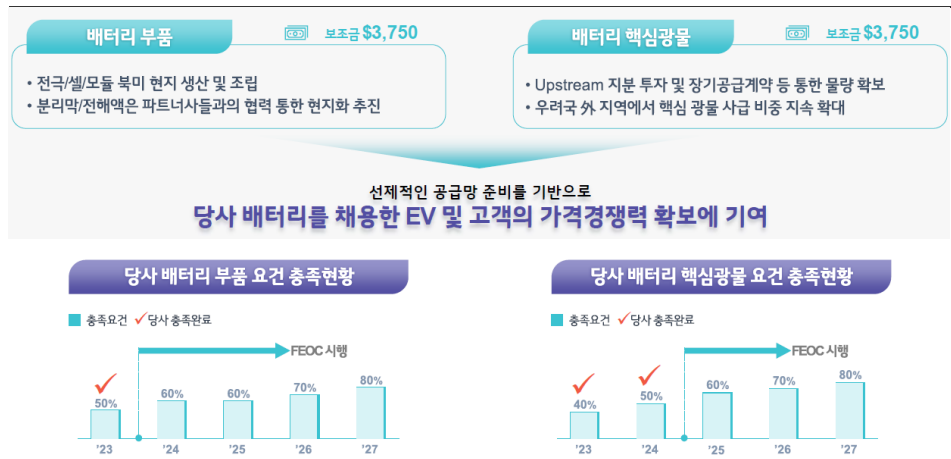 배터리 부품
보조금 $3,750
• 전극/셀/모듈 북미 현지 생산 및 조립
• 분리막/전해액은 파트너사들과의 협력 통한 현지화 추진
배터리 핵심광물
보조금 $3,750
• Upstream 지분 투자 및 장기공급계약 등 통한 물량 확보
• 우려국 外 지역에서 핵심 광물 사급 비중 지속 확대
선제적인 공급망 준비를 기반으로
당사 배터리를 채용한 EV 및 고객의 가격경쟁력 확보에 기여
당사 배터리 부품 요건 충족현황
충족요건 ✓당사 충족완료
FEOC 시행
50% 60% 60% 70% 80%
'23 '24 '25 '26 '27
당사 배터리 핵심광물 요건 충족현황
충족요건 ✓당사 충족완료
FEOC 시행
40% 50% 60% 70% 80%
'23 '24 '25 '26 '27